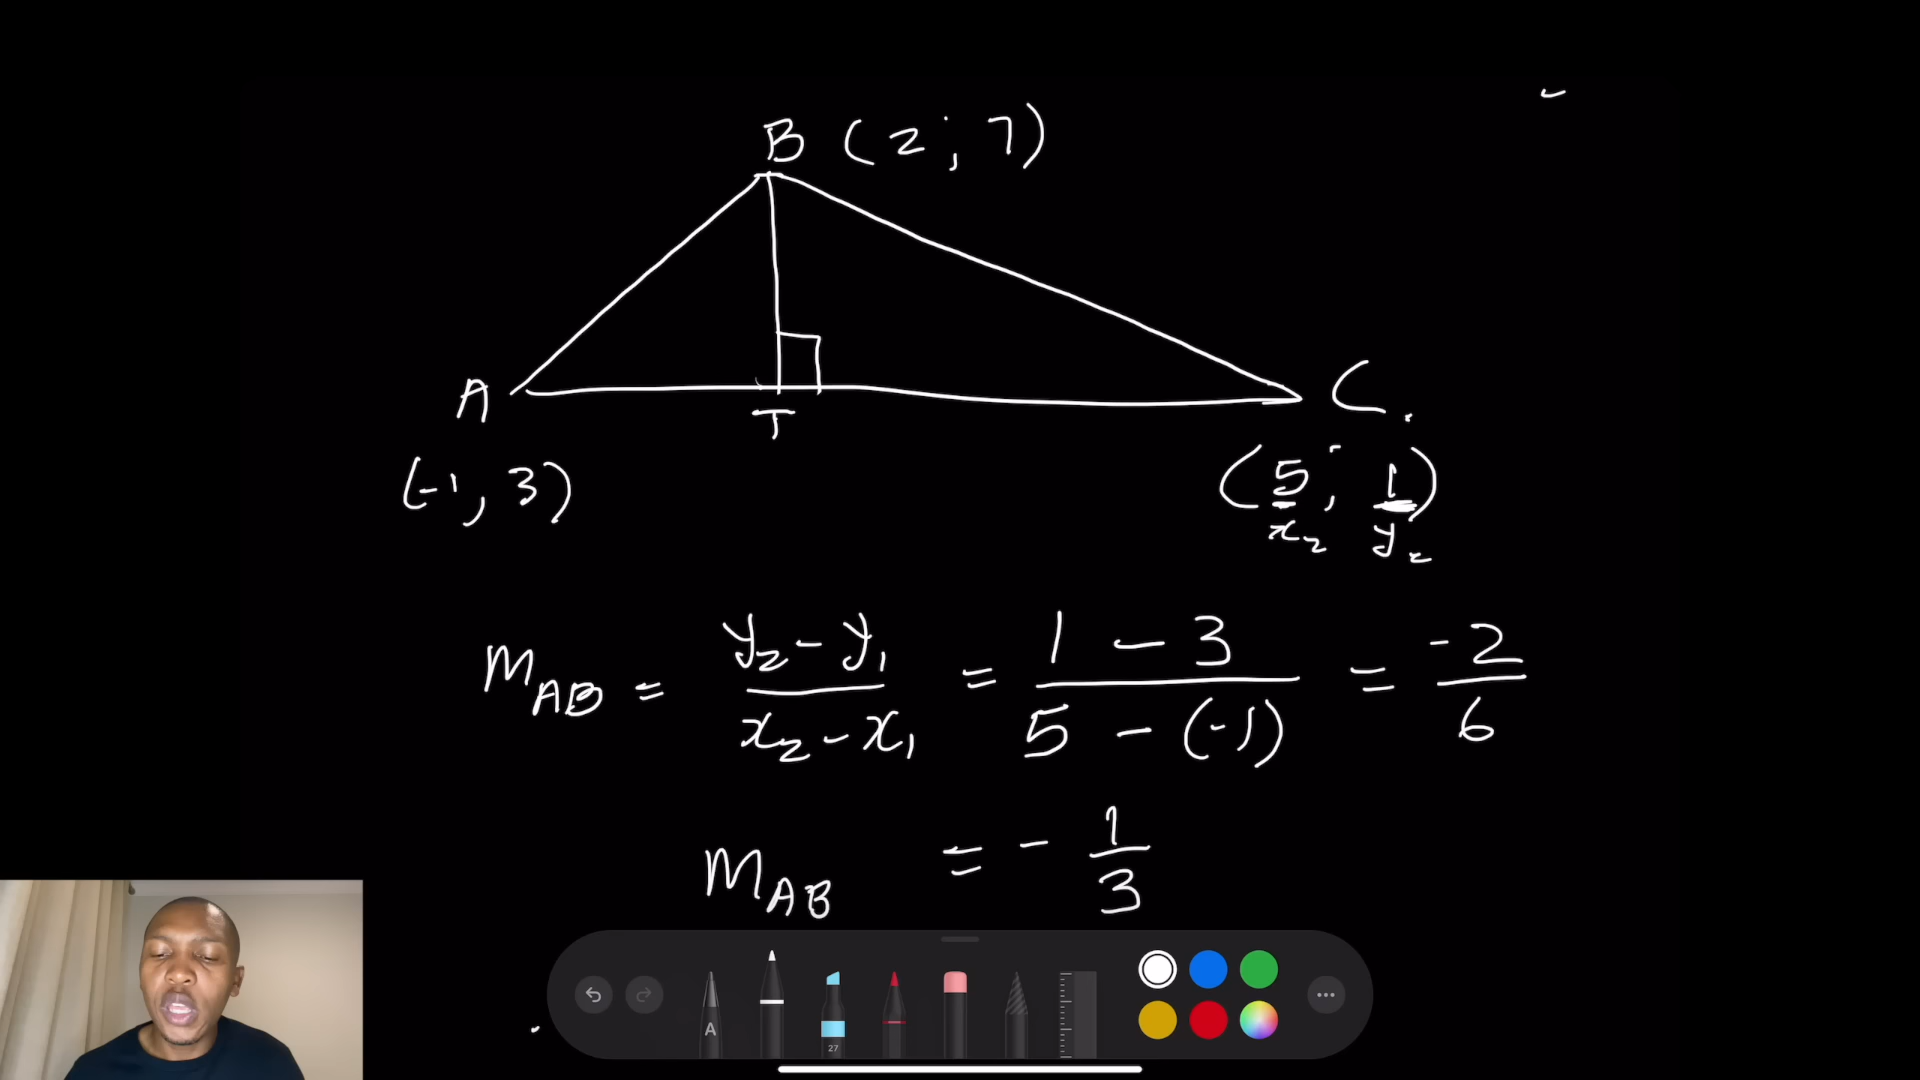 B (2 ; 7)
A
T
C.
(-1, 3)
(5 ; 1)
x₂ y₂
M_AB = (y₂ - y₁)/(x₂ - x₁) = (1 - 3)/(5 - (-1)) = -2/6
M_AB = - 1/3
A
27